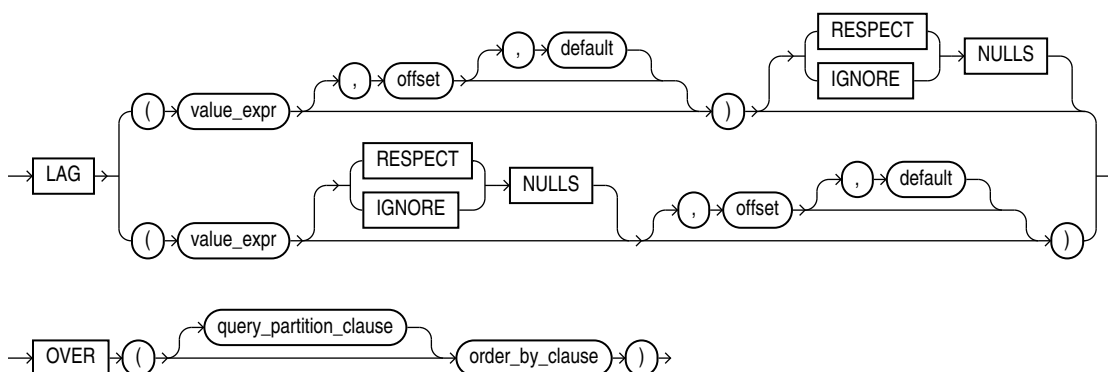 RESPECT
, default
, offset NULLS
IGNORE
( value_expr )
RESPECT
LAG NULLS , default
IGNORE , offset
( value_expr )
query_partition_clause
OVER ( order_by_clause )